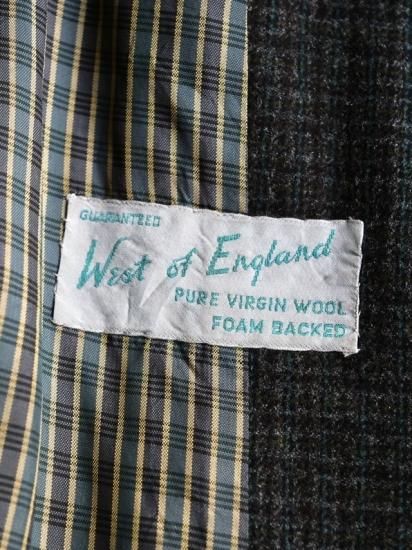 GUARANTEED
West of England
PURE VIRGIN WOOL
FOAM BACKED